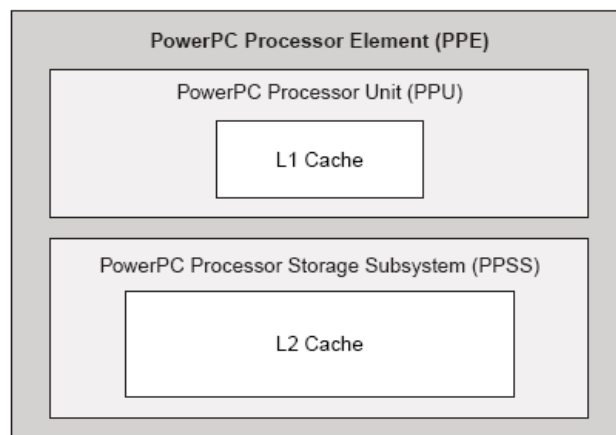 PowerPC Processor Element (PPE)
PowerPC Processor Unit (PPU)
L1 Cache
PowerPC Processor Storage Subsystem (PPSS)
L2 Cache